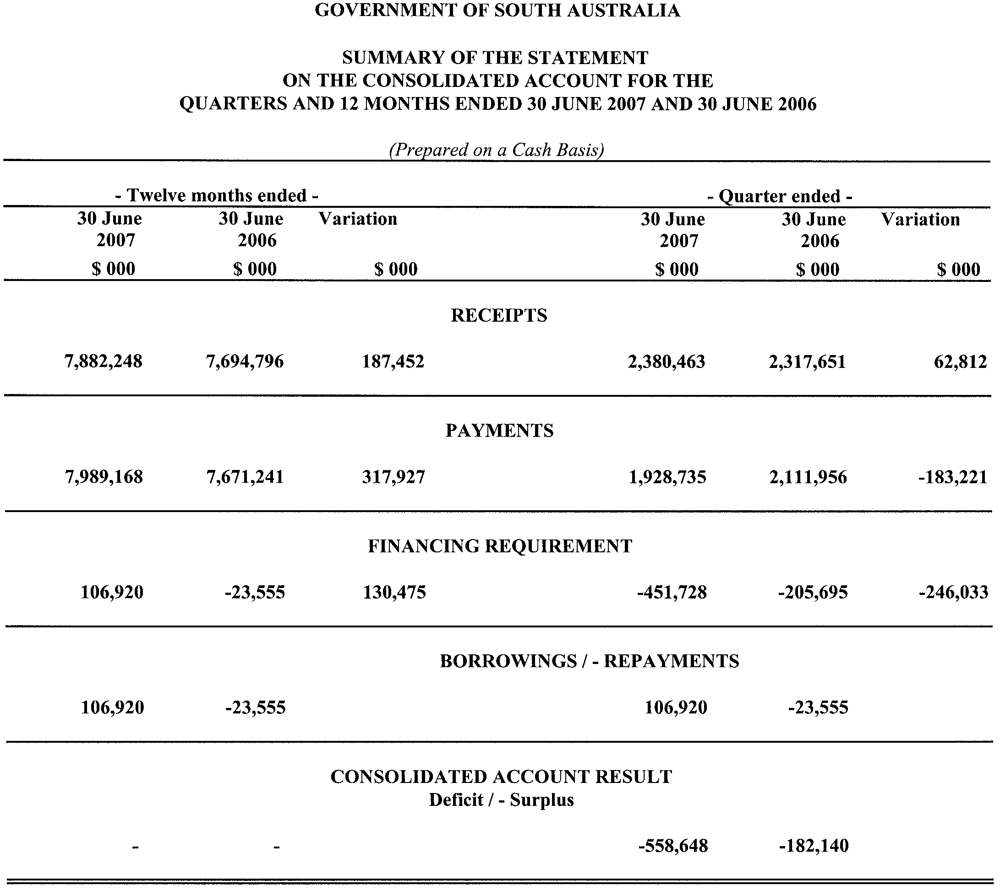 GOVERNMENT OF SOUTH AUSTRALIA
SUMMARY OF THE STATEMENT
ON THE CONSOLIDATED ACCOUNT FOR THE
QUARTERS AND 12 MONTHS ENDED 30 JUNE 2007 AND 30 JUNE 2006
(Prepared on a Cash Basis)
- Twelve months ended - - Quarter ended -
30 June 30 June Variation 30 June 30 June Variation
2007 2006 2007 2006
$ 000 $ 000 $ 000 $ 000 $ 000 $ 000
RECEIPTS
7,882,248 7,694,796 187,452 2,380,463 2,317,651 62,812
PAYMENTS
7,989,168 7,671,241 317,927 1,928,735 2,111,956 -183,221
FINANCING REQUIREMENT
106,920 -23,555 130,475 -451,728 -205,695 -246,033
BORROWINGS / - REPAYMENTS
106,920 -23,555 106,920 -23,555
CONSOLIDATED ACCOUNT RESULT
Deficit / - Surplus
- - -558,648 -182,140